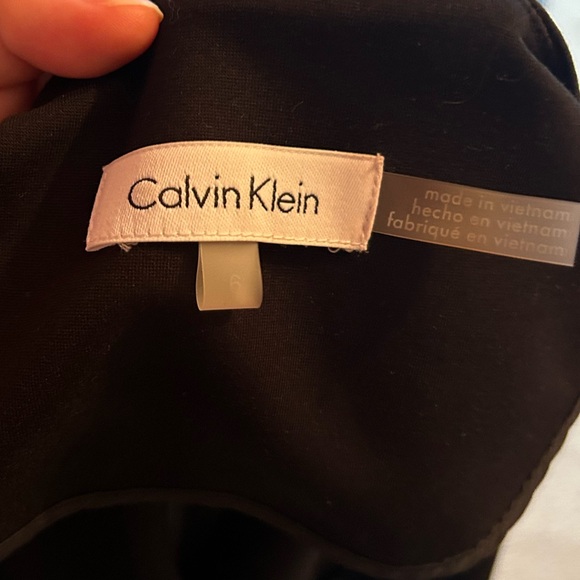 Calvin Klein
made in vietnam
hecho en vietnam
fabriqué en vietnam